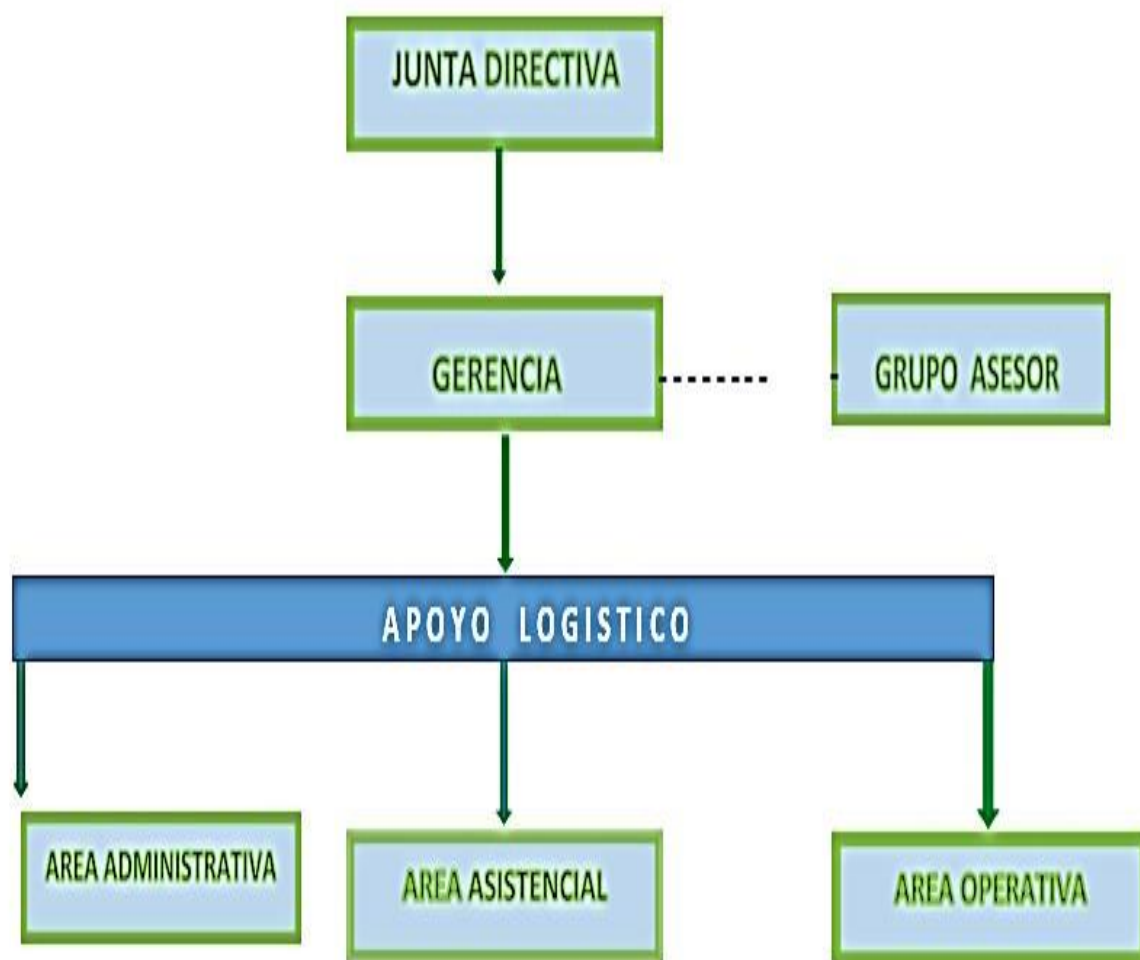 JUNTA DIRECTIVA
GERENCIA
GRUPO ASESOR
APOYO LOGISTICO
AREA ADMINISTRATIVA
AREA ASISTENCIAL
AREA OPERATIVA